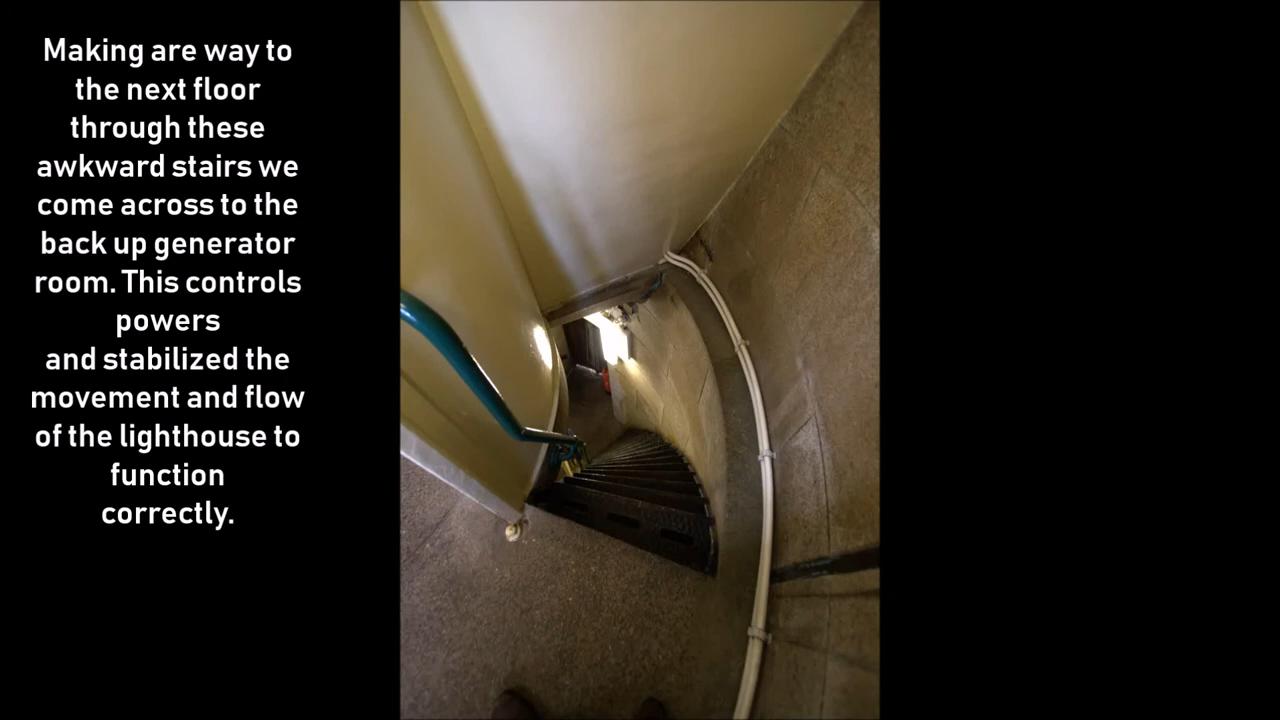 Making are way to
the next floor
through these
awkward stairs we
come across to the
back up generator
room. This controls
powers
and stabilized the
movement and flow
of the lighthouse to
function
correctly.